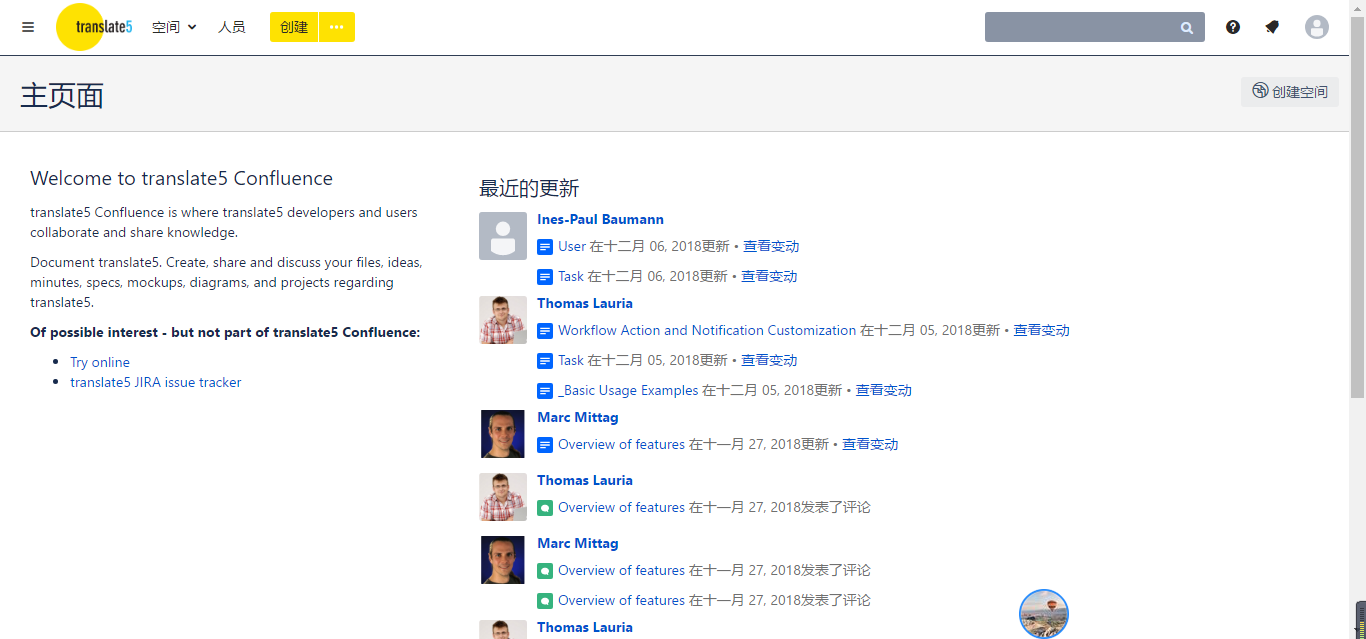 translate5 空间 人员 创建 •••
主页面
创建空间
Welcome to translate5 Confluence
translate5 Confluence is where translate5 developers and users
collaborate and share knowledge.
Document translate5. Create, share and discuss your files, ideas,
minutes, specs, mockups, diagrams, and projects regarding
translate5.
Of possible interest - but not part of translate5 Confluence:
• Try online
• translate5 JIRA issue tracker
最近的更新
Ines-Paul Baumann
User 在十二月 06, 2018更新 • 查看变动
Task 在十二月 06, 2018更新 • 查看变动
Thomas Lauria
Workflow Action and Notification Customization 在十二月 05, 2018更新 • 查看变动
Task 在十二月 05, 2018更新 • 查看变动
_Basic Usage Examples 在十二月 05, 2018更新 • 查看变动
Marc Mittag
Overview of features 在十一月 27, 2018更新 • 查看变动
Thomas Lauria
Overview of features 在十一月 27, 2018发表了评论
Marc Mittag
Overview of features 在十一月 27, 2018发表了评论
Overview of features 在十一月 27, 2018发表了评论
Thomas Lauria